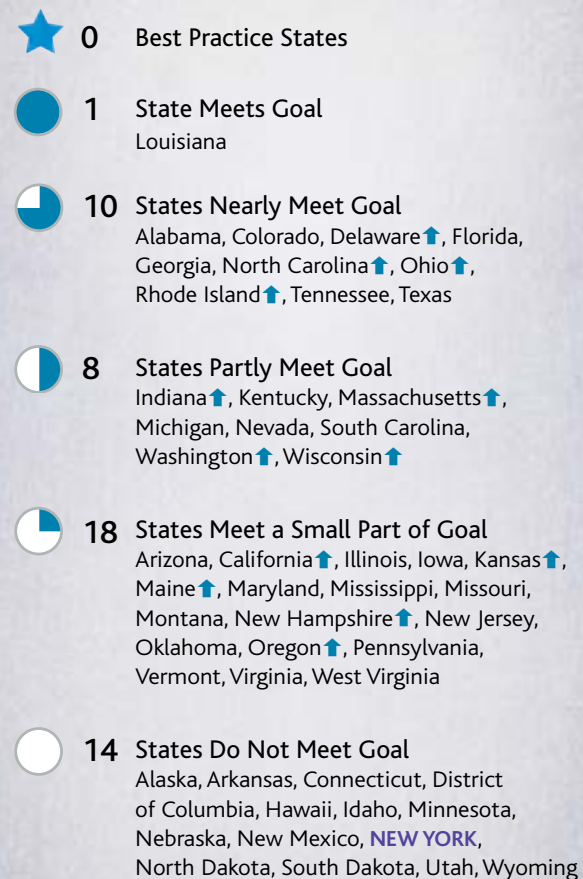 0 Best Practice States
1 State Meets Goal
Louisiana
10 States Nearly Meet Goal
Alabama, Colorado, Delaware⬆, Florida,
Georgia, North Carolina⬆, Ohio⬆,
Rhode Island⬆, Tennessee, Texas
8 States Partly Meet Goal
Indiana⬆, Kentucky, Massachusetts⬆,
Michigan, Nevada, South Carolina,
Washington⬆, Wisconsin⬆
18 States Meet a Small Part of Goal
Arizona, California⬆, Illinois, Iowa, Kansas⬆,
Maine⬆, Maryland, Mississippi, Missouri,
Montana, New Hampshire⬆, New Jersey,
Oklahoma, Oregon⬆, Pennsylvania,
Vermont, Virginia, West Virginia
14 States Do Not Meet Goal
Alaska, Arkansas, Connecticut, District
of Columbia, Hawaii, Idaho, Minnesota,
Nebraska, New Mexico, NEW YORK,
North Dakota, South Dakota, Utah, Wyoming